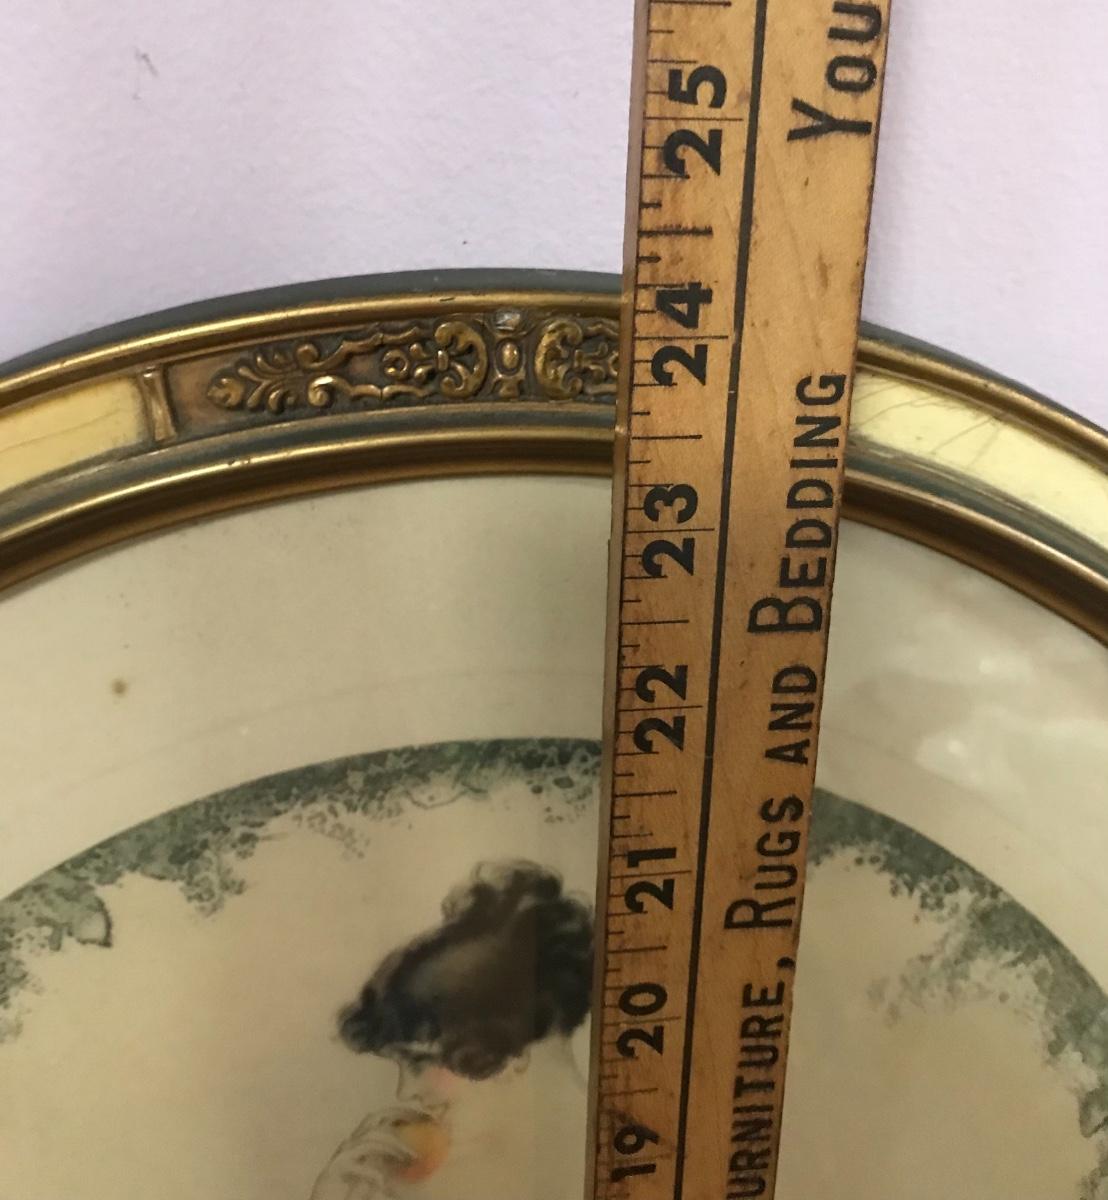 19 20 21 22 23 24 25
URNITURE, RUGS AND BEDDING YOU